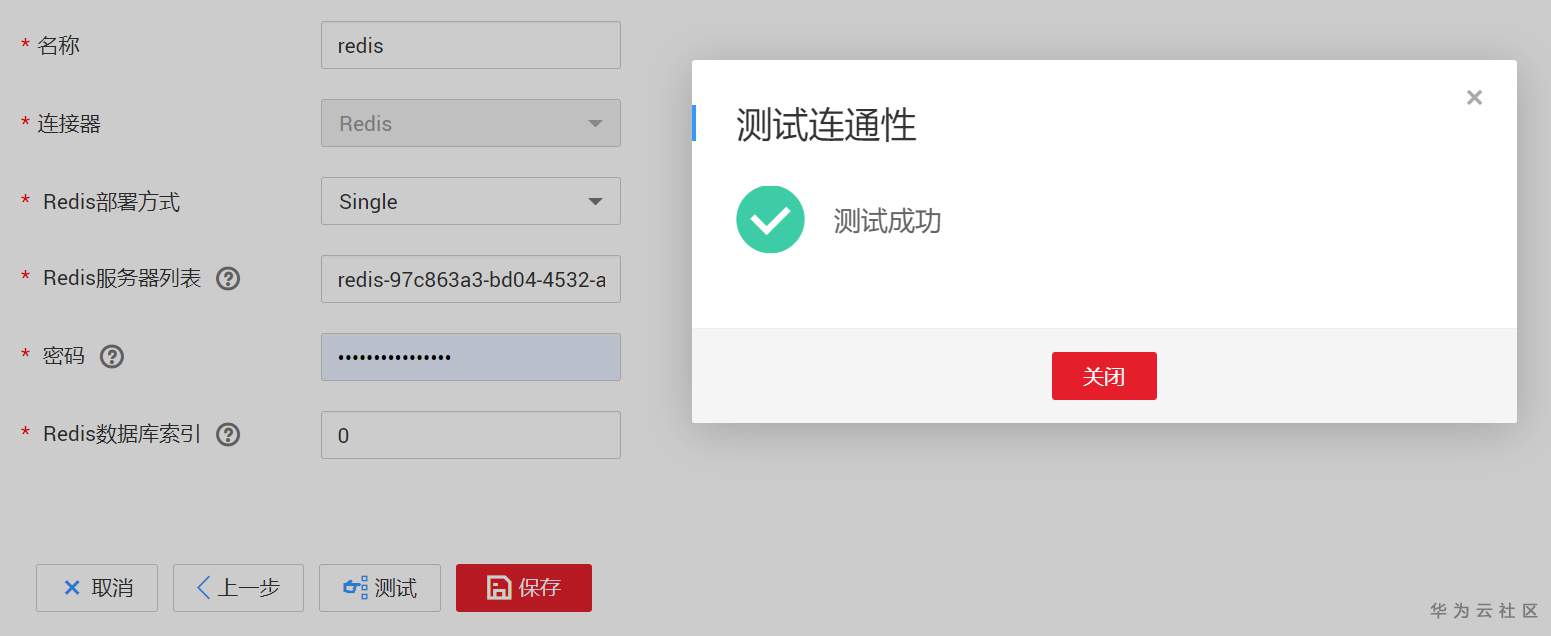 * 名称
redis
* 连接器
Redis
* Redis部署方式
Single
* Redis服务器列表
redis-97c863a3-bd04-4532-a
* 密码
••••••••••••••••
* Redis数据库索引
0
取消
上一步
测试
保存
测试连通性
测试成功
关闭
华为云社区